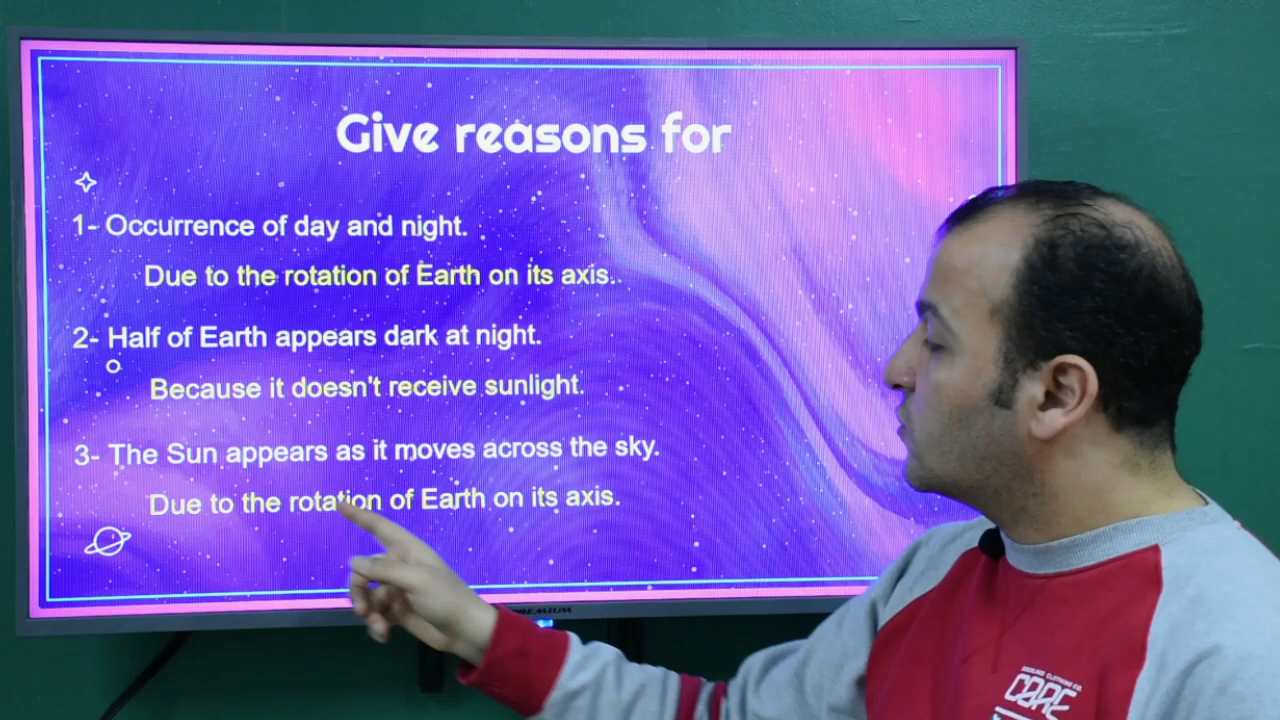 Give reasons for
1- Occurrence of day and night.
Due to the rotation of Earth on its axis..
2- Half of Earth appears dark at night.
Because it doesn't receive sunlight.
3- The Sun appears as it moves across the sky.
Due to the rotation of Earth on its axis.
PREMIUM
CORE